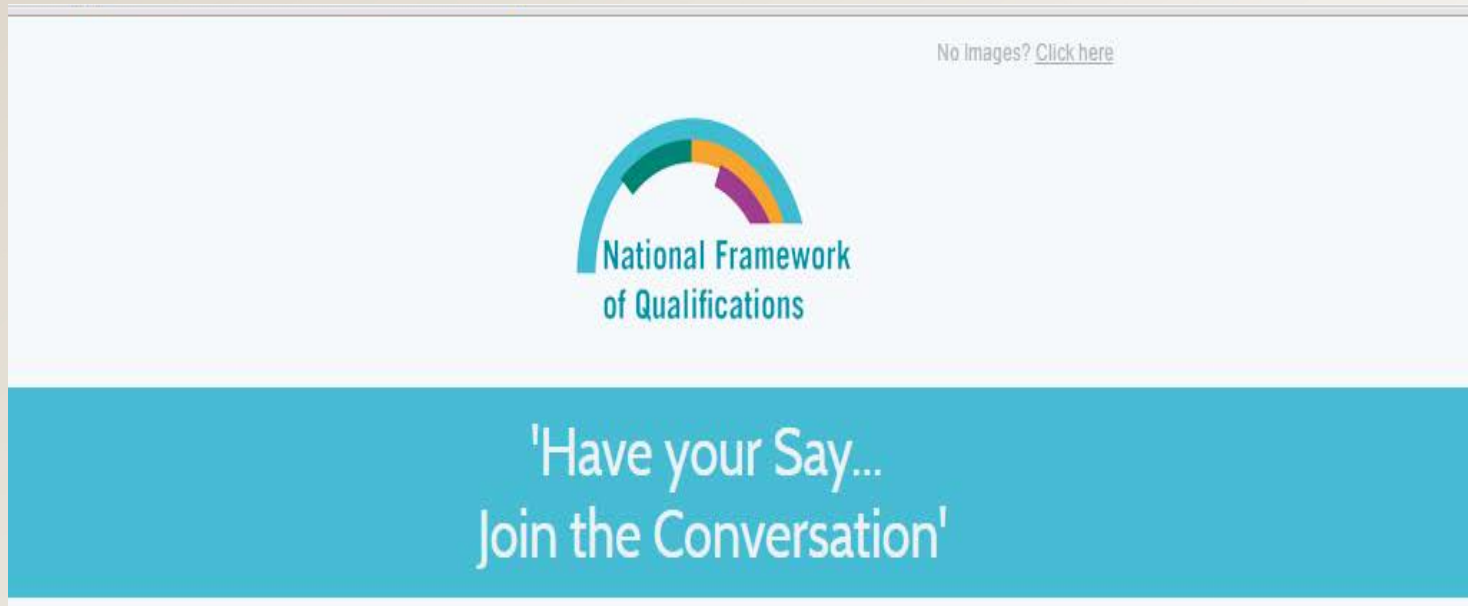 No Images? Click here
National Framework
of Qualifications
'Have your Say...
Join the Conversation'